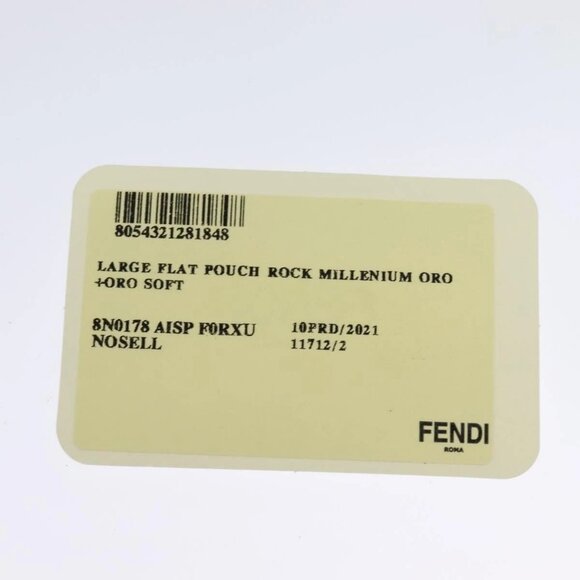 8054321281848
LARGE FLAT POUCH ROCK MILLENIUM ORO
+ORO SOFT
8N0178 AISP F0RXU 10PRD/2021
NOSELL 11712/2
FENDI
ROMA